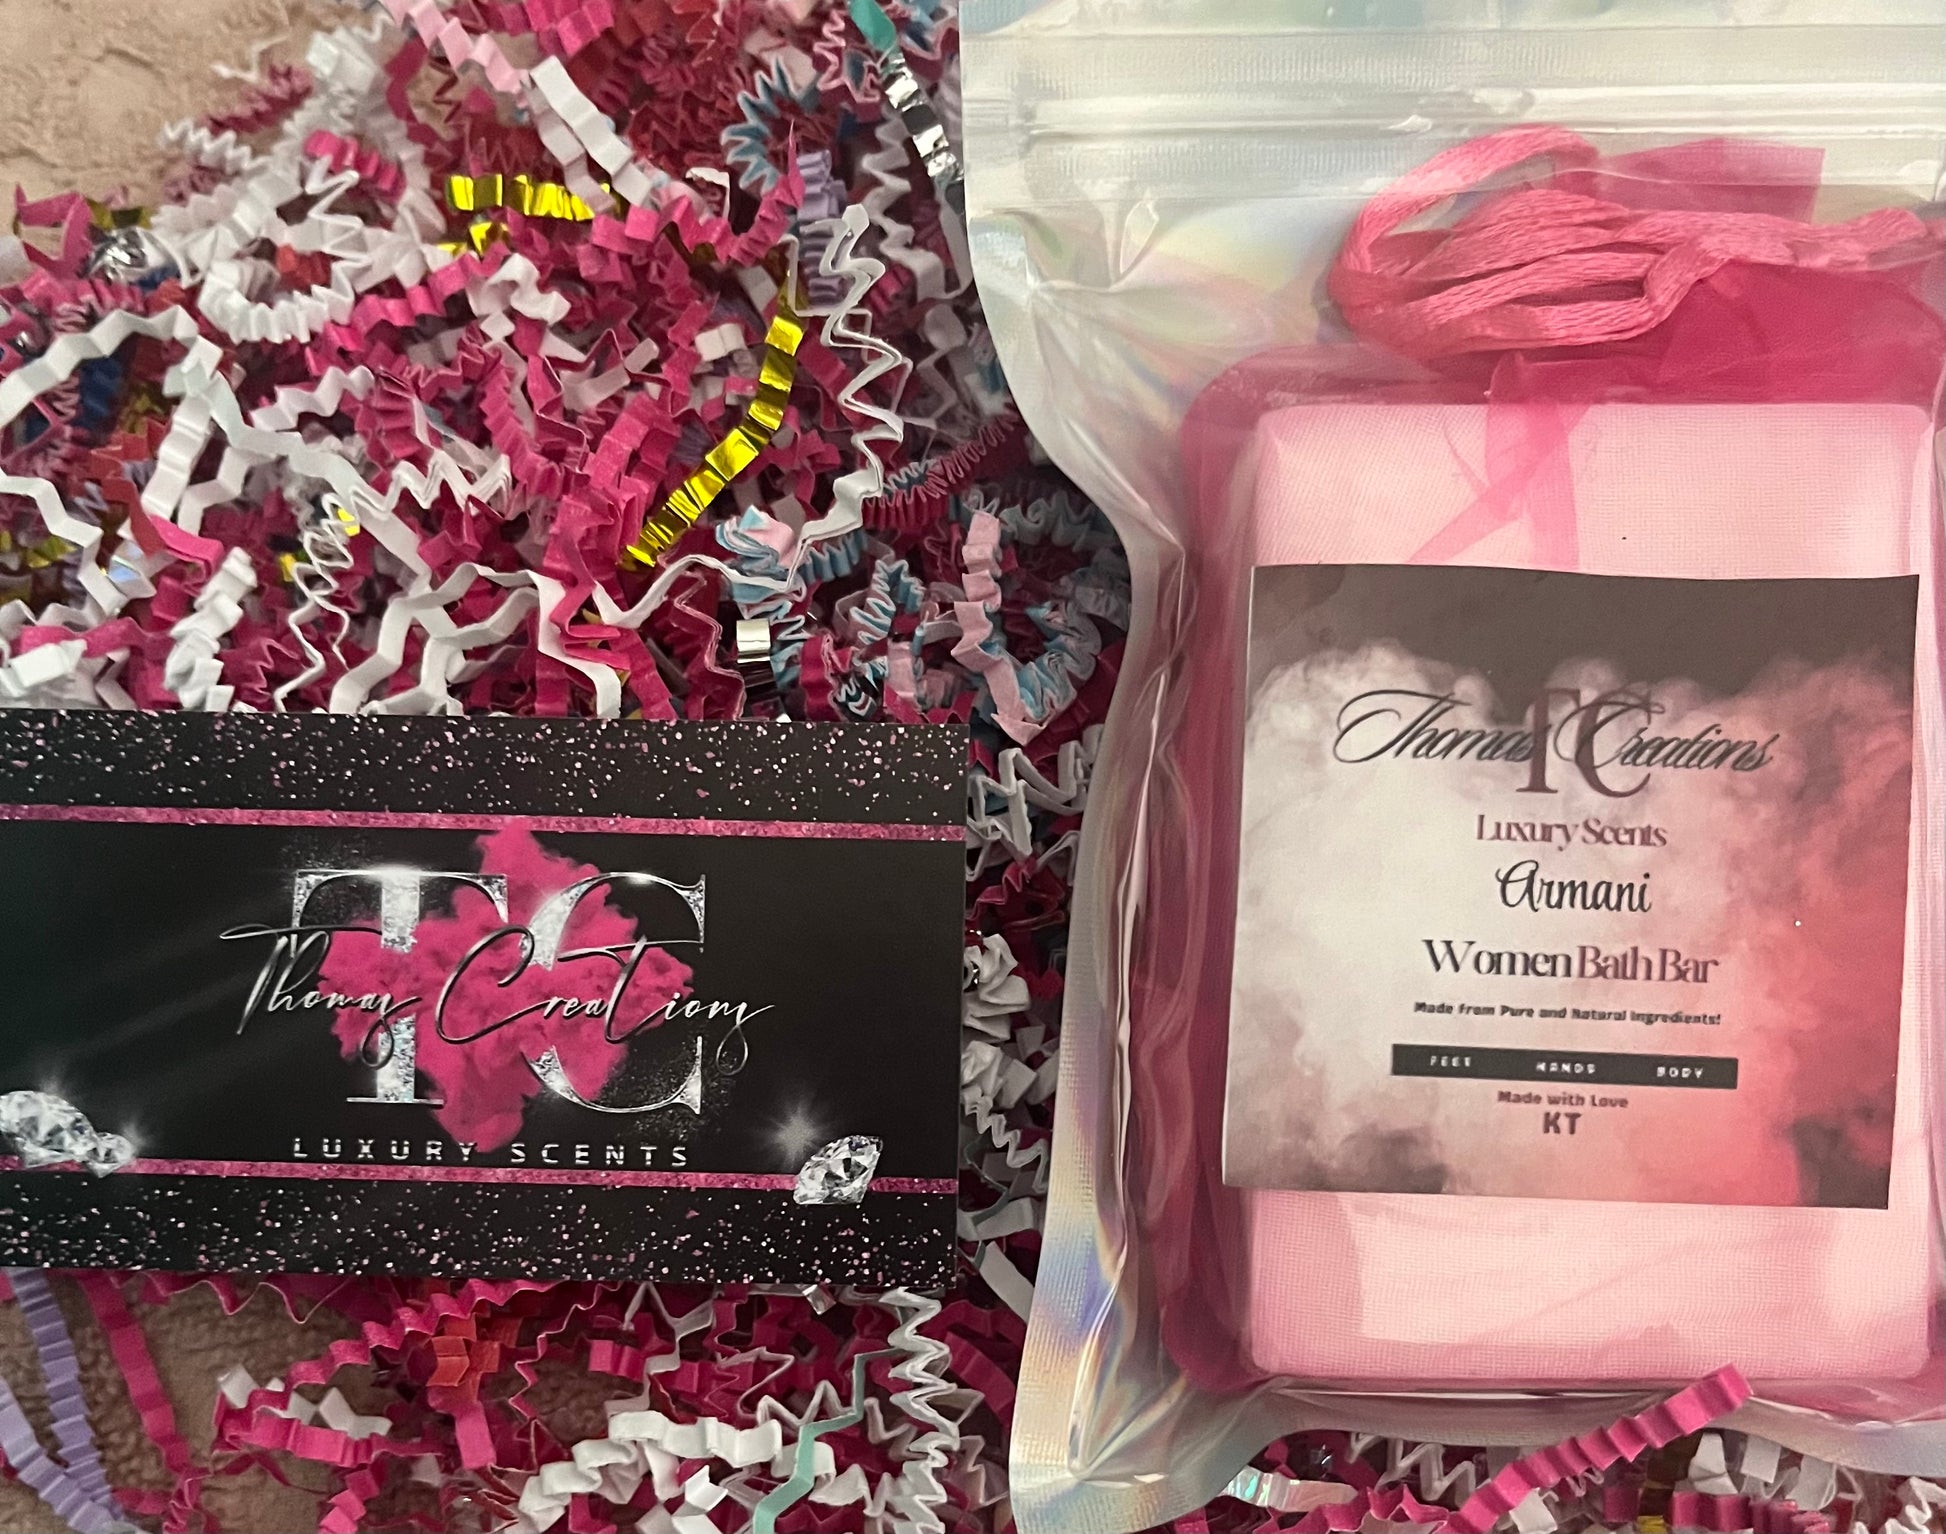 TC
Thomas Creations
LUXURY SCENTS
TC
Thomas Creations
Luxury Scents
Armani
Women Bath Bar
Made from Pure and Natural Ingredients!
FEET HANDS BODY
Made with Love
KT